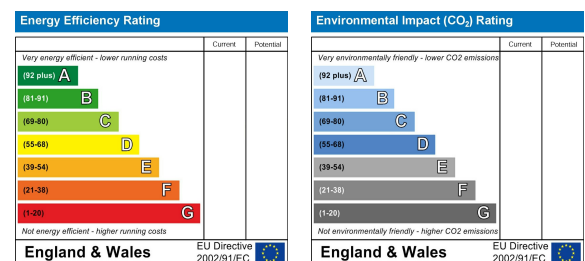 Energy Efficiency Rating
Current Potential
Very energy efficient - lower running costs
(92 plus) A
(81-91) B
(69-80) C
(55-68) D
(39-54) E
(21-38) F
(1-20) G
Not energy efficient - higher running costs
England & Wales
EU Directive
2002/91/EC
Environmental Impact (CO₂) Rating
Current Potential
Very environmentally friendly - lower CO2 emissions
(92 plus) A
(81-91) B
(69-80) C
(55-68) D
(39-54) E
(21-38) F
(1-20) G
Not environmentally friendly - higher CO2 emissions
England & Wales
EU Directive
2002/91/EC